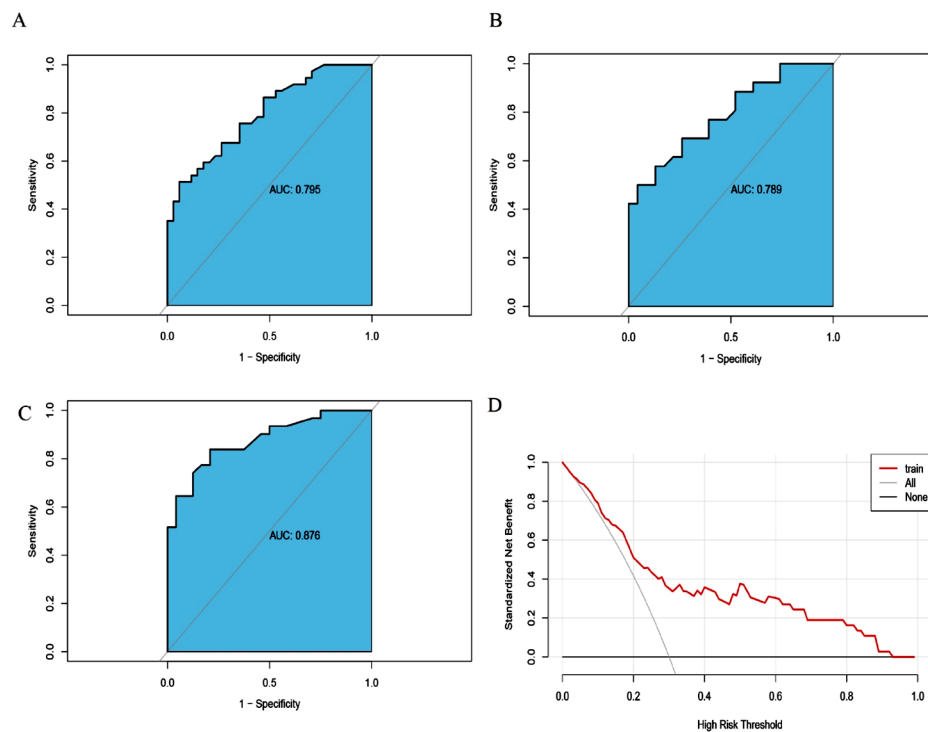 A
Sensitivity
0.0
0.2
0.4
0.6
0.8
1.0
AUC: 0.795
0.0
0.5
1.0
1 − Specificity
B
Sensitivity
0.0
0.2
0.4
0.6
0.8
1.0
AUC: 0.789
0.0
0.5
1.0
1 − Specificity
C
Sensitivity
0.0
0.2
0.4
0.6
0.8
1.0
AUC: 0.876
0.0
0.5
1.0
1 − Specificity
D
Standardized Net Benefit
0.0
0.2
0.4
0.6
0.8
1.0
train
All
None
0.0
0.2
0.4
0.6
0.8
1.0
High Risk Threshold